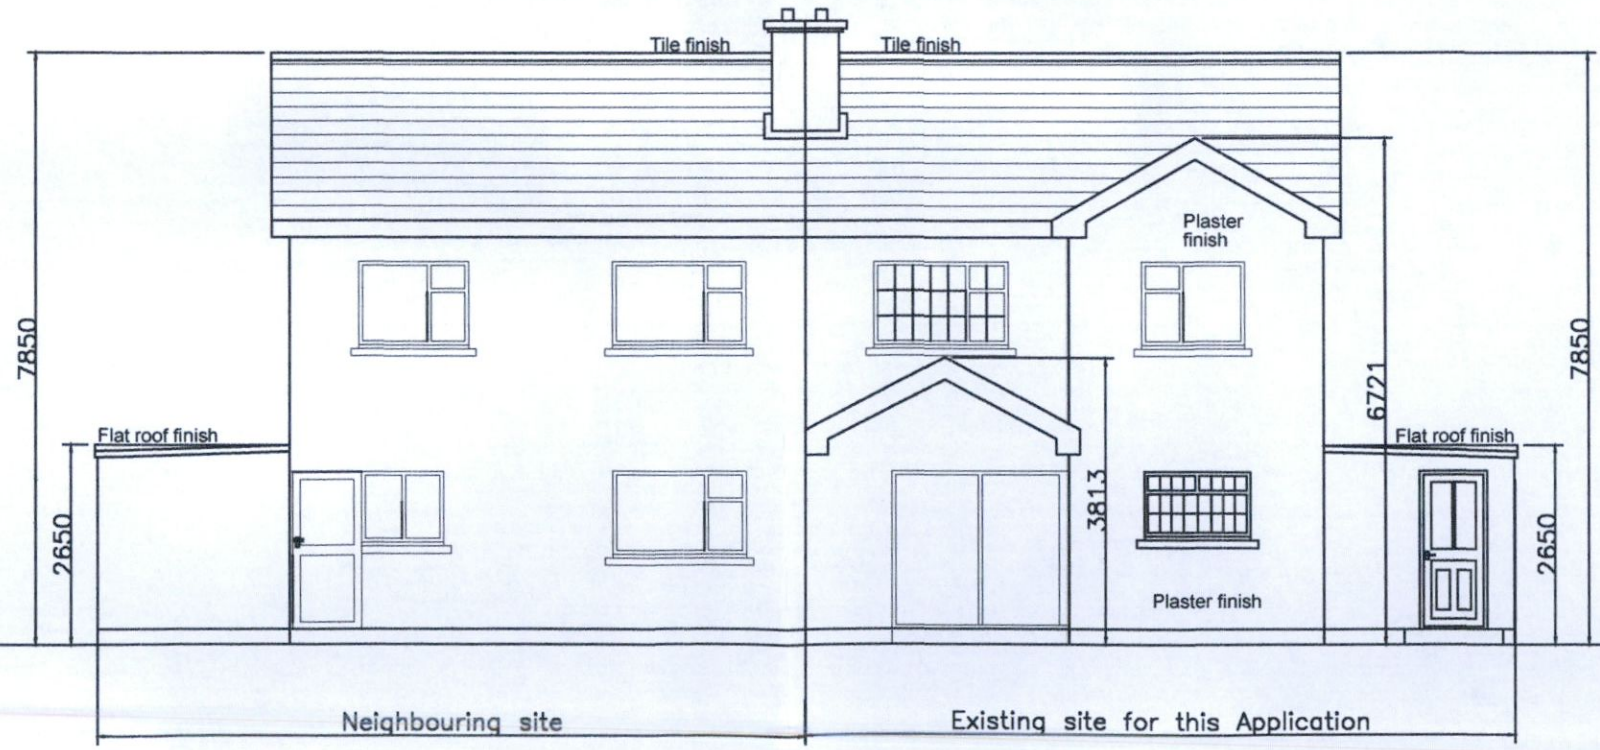 Tile finish
Tile finish
Plaster
finish
7850
7850
6721
Flat roof finish
Flat roof finish
3813
2650
2650
Plaster finish
Neighbouring site
Existing site for this Application